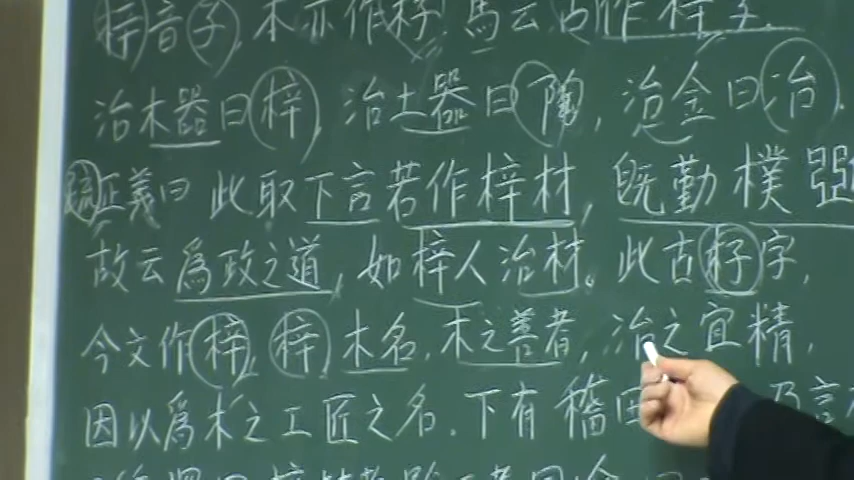 梓音子，木亦作杍，馬云古作梓字
治木器曰梓，治土器曰陶，治金曰冶，
疏正義曰此取下言若作梓材，既勤樸斲
故云為政之道，如梓人治材。此古杍字，
今文作梓，梓木名，木之善者，治之宜精，
因以為木之工匠之名．下有稽田 乃言